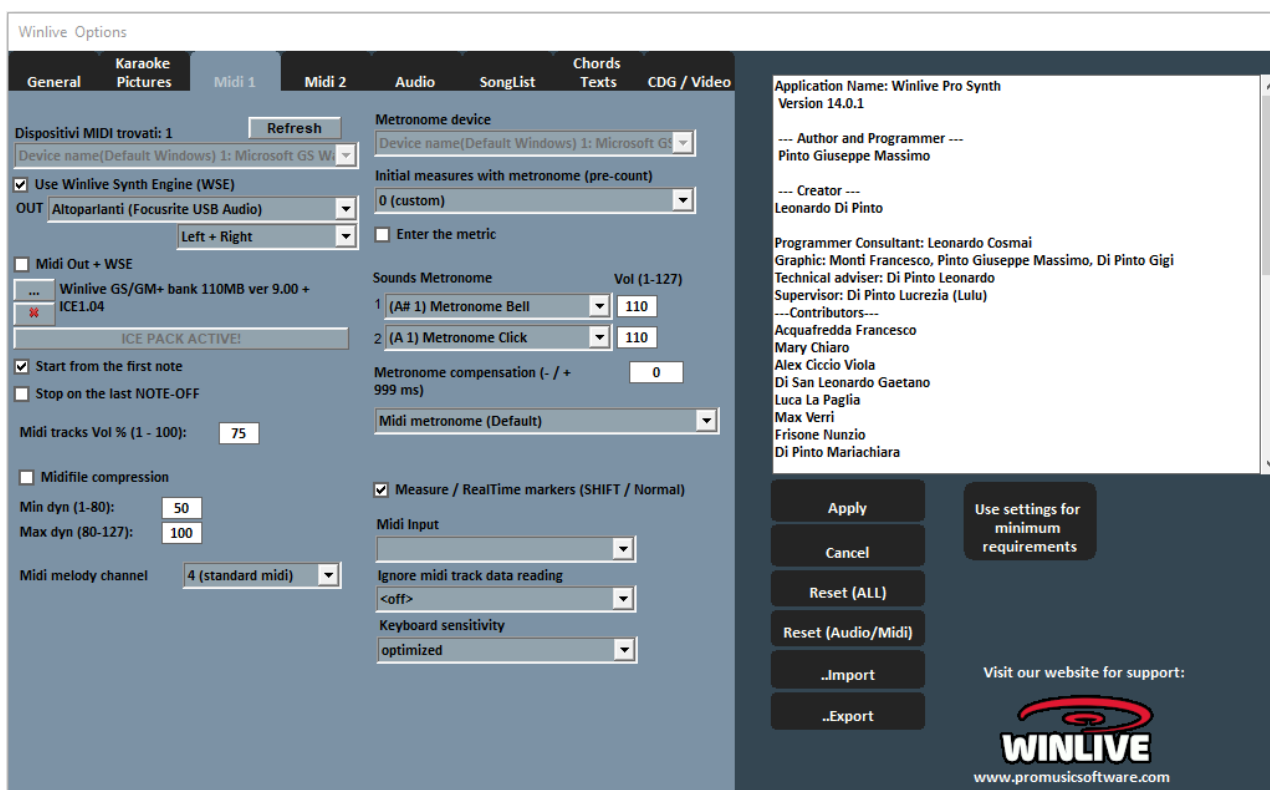 Winlive Options
General
Karaoke
Pictures
Midi 1
Midi 2
Audio
SongList
Chords
Texts
CDG / Video
Dispositivi MIDI trovati: 1
Refresh
Device name(Default Windows) 1: Microsoft GS W
Use Winlive Synth Engine (WSE)
OUT Altoparlanti (Focusrite USB Audio)
Left + Right
Midi Out + WSE
... Winlive GS/GM+ bank 110MB ver 9.00 +
ICE1.04
ICE PACK ACTIVE!
Start from the first note
Stop on the last NOTE-OFF
Midi tracks Vol % (1 - 100): 75
Midifile compression
Min dyn (1-80): 50
Max dyn (80-127): 100
Midi melody channel 4 (standard midi)
Metronome device
Device name(Default Windows) 1: Microsoft GS
Initial measures with metronome (pre-count)
0 (custom)
Enter the metric
Sounds Metronome Vol (1-127)
1 (A# 1) Metronome Bell 110
2 (A 1) Metronome Click 110
Metronome compensation (- / + 0
999 ms)
Midi metronome (Default)
Measure / RealTime markers (SHIFT / Normal)
Midi Input
Ignore midi track data reading
<off>
Keyboard sensitivity
optimized
Application Name: Winlive Pro Synth
Version 14.0.1
--- Author and Programmer ---
Pinto Giuseppe Massimo
--- Creator ---
Leonardo Di Pinto
Programmer Consultant: Leonardo Cosmai
Graphic: Monti Francesco, Pinto Giuseppe Massimo, Di Pinto Gigi
Technical adviser: Di Pinto Leonardo
Supervisor: Di Pinto Lucrezia (Lulu)
---Contributors---
Acquafredda Francesco
Mary Chiaro
Alex Ciccio Viola
Di San Leonardo Gaetano
Luca La Paglia
Max Verri
Frisone Nunzio
Di Pinto Mariachiara
Apply
Cancel
Reset (ALL)
Reset (Audio/Midi)
..Import
..Export
Use settings for
minimum
requirements
Visit our website for support:
WINLIVE
www.promusicsoftware.com